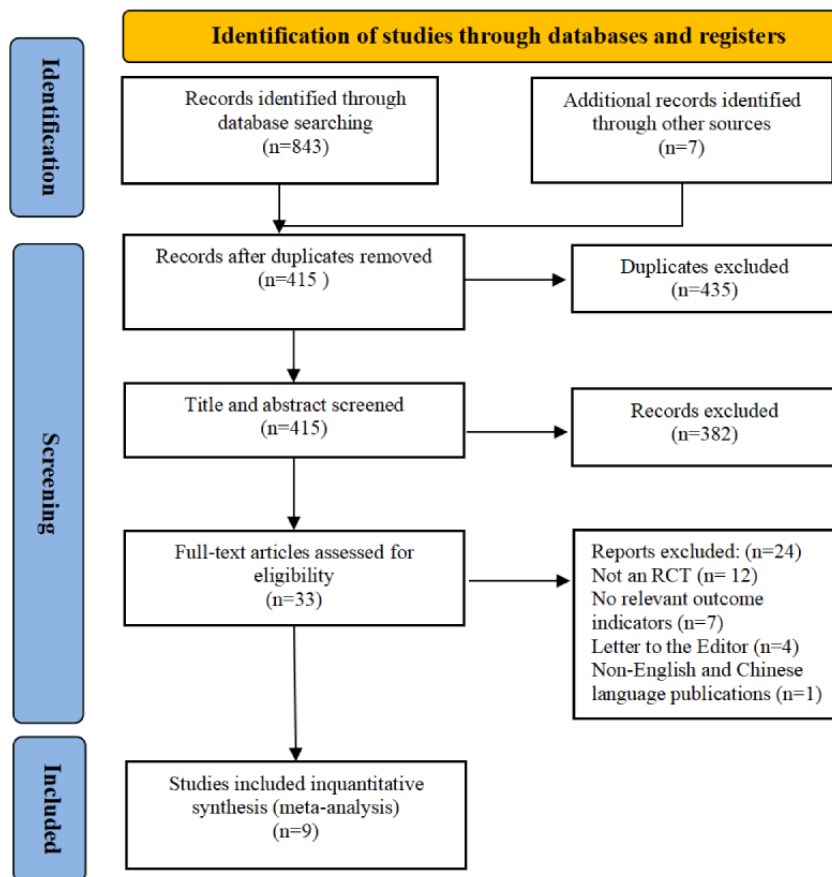 Identification of studies through databases and registers
Identification
Records identified through
database searching
(n=843)
Additional records identified
through other sources
(n=7)
Screening
Records after duplicates removed
(n=415 )
Duplicates excluded
(n=435)
Title and abstract screened
(n=415)
Records excluded
(n=382)
Full-text articles assessed for
eligibility
(n=33)
Reports excluded: (n=24)
Not an RCT (n= 12)
No relevant outcome
indicators (n=7)
Letter to the Editor (n=4)
Non-English and Chinese
language publications (n=1)
Included
Studies included inquantitative
synthesis (meta-analysis)
(n=9)